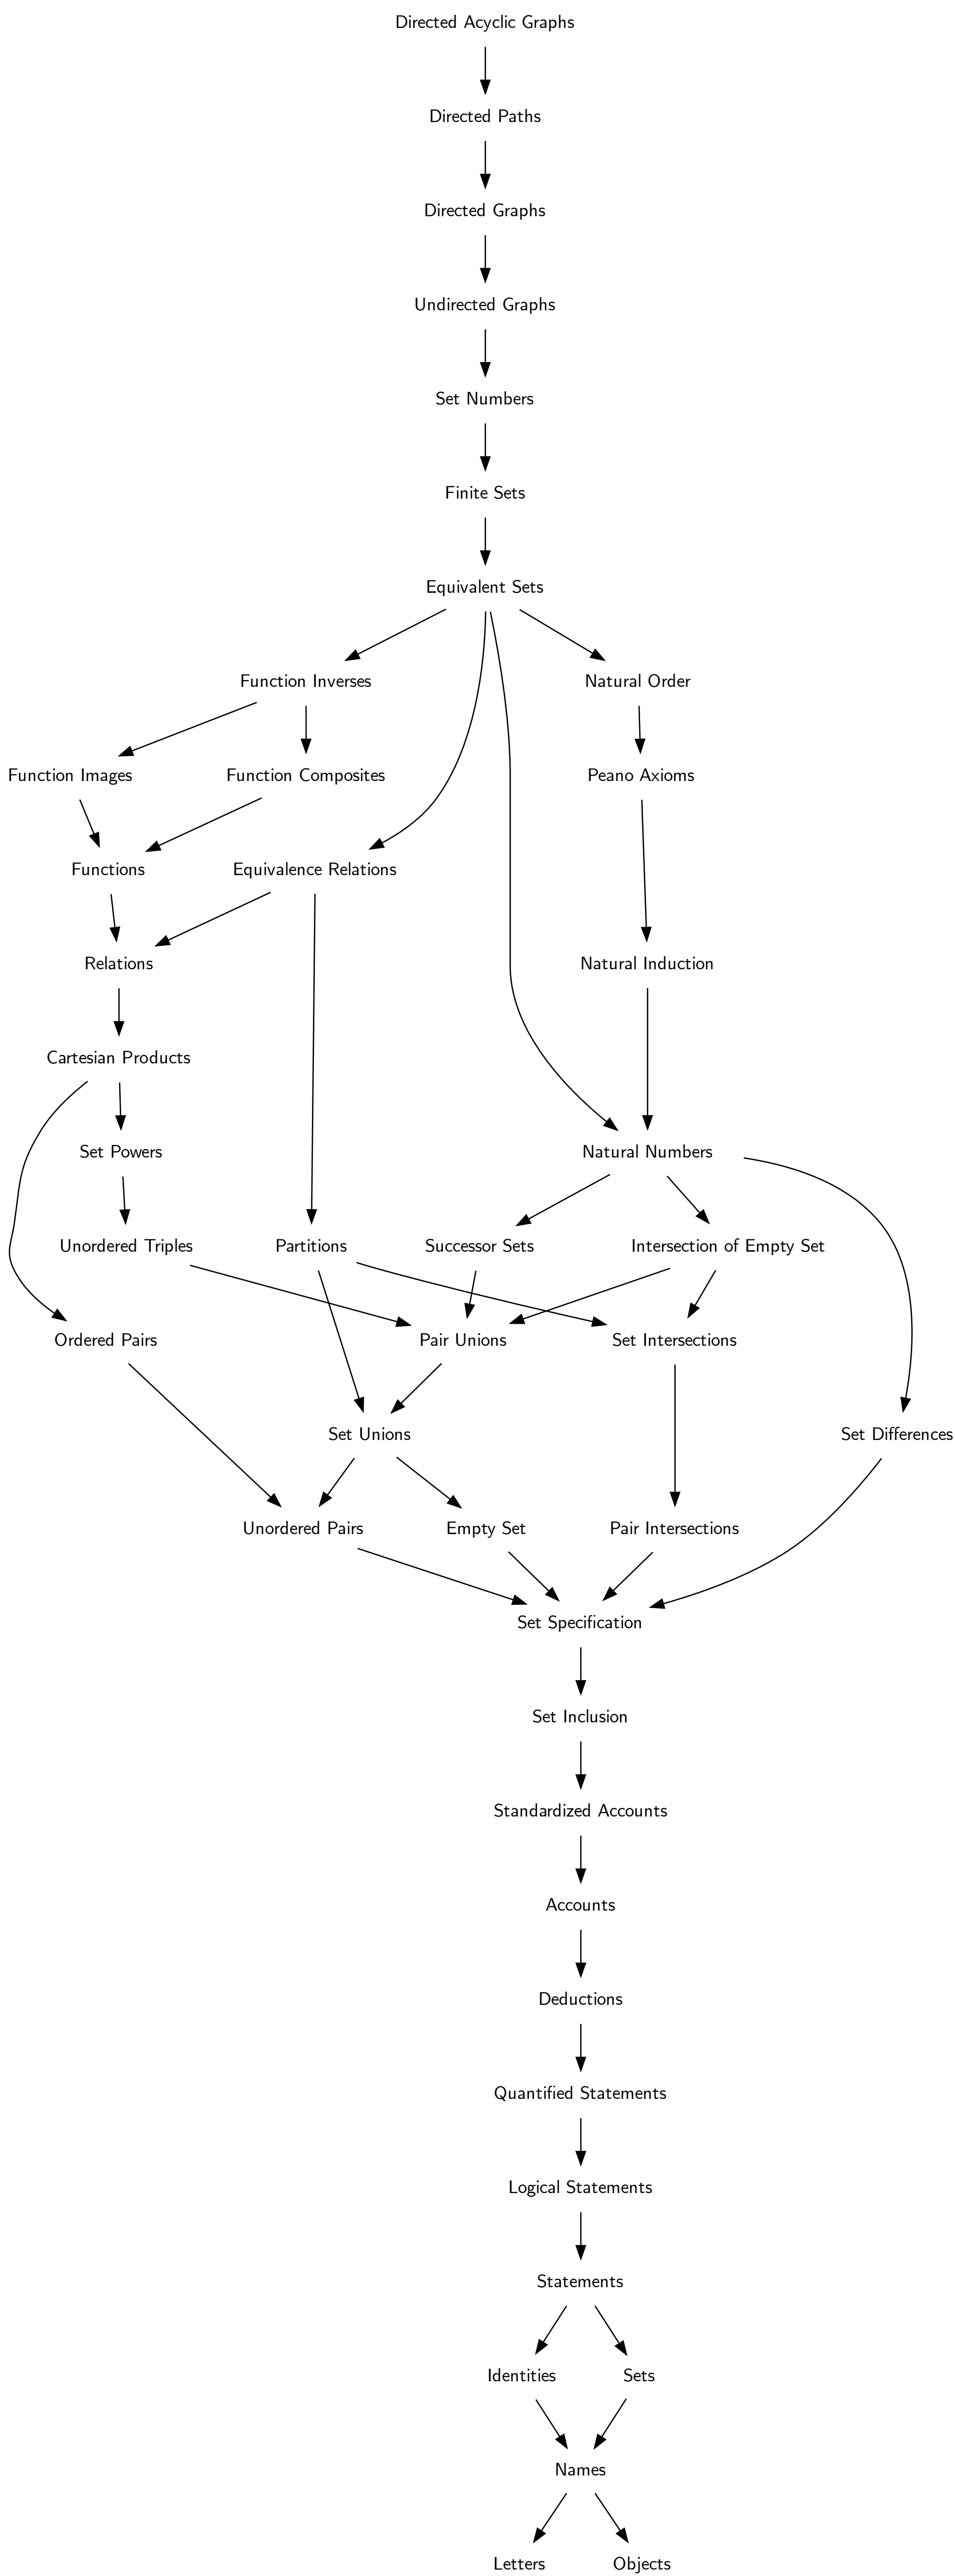 Directed Acyclic Graphs
Directed Paths
Directed Graphs
Undirected Graphs
Set Numbers
Finite Sets
Equivalent Sets
Function Inverses
Natural Order
Function Images
Function Composites
Peano Axioms
Functions
Equivalence Relations
Relations
Natural Induction
Cartesian Products
Set Powers
Natural Numbers
Unordered Triples
Partitions
Successor Sets
Intersection of Empty Set
Ordered Pairs
Pair Unions
Set Intersections
Set Unions
Set Differences
Unordered Pairs
Empty Set
Pair Intersections
Set Specification
Set Inclusion
Standardized Accounts
Accounts
Deductions
Quantified Statements
Logical Statements
Statements
Identities
Sets
Names
Letters
Objects